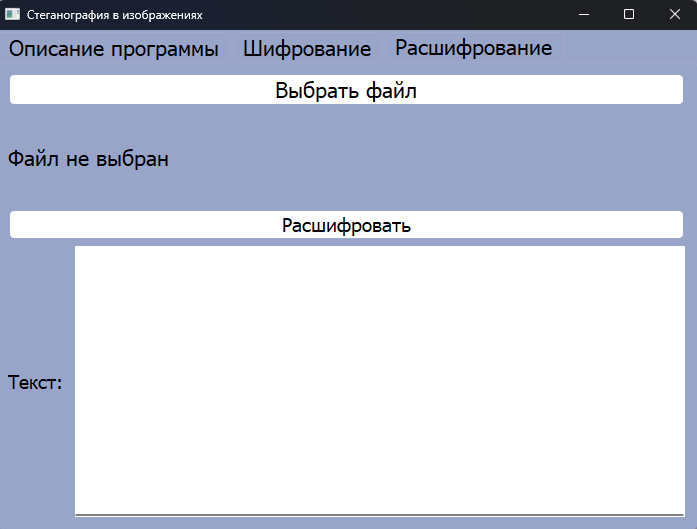 Стеганография в изображениях
Описание программы Шифрование Расшифрование
Выбрать файл
Файл не выбран
Расшифровать
Текст: